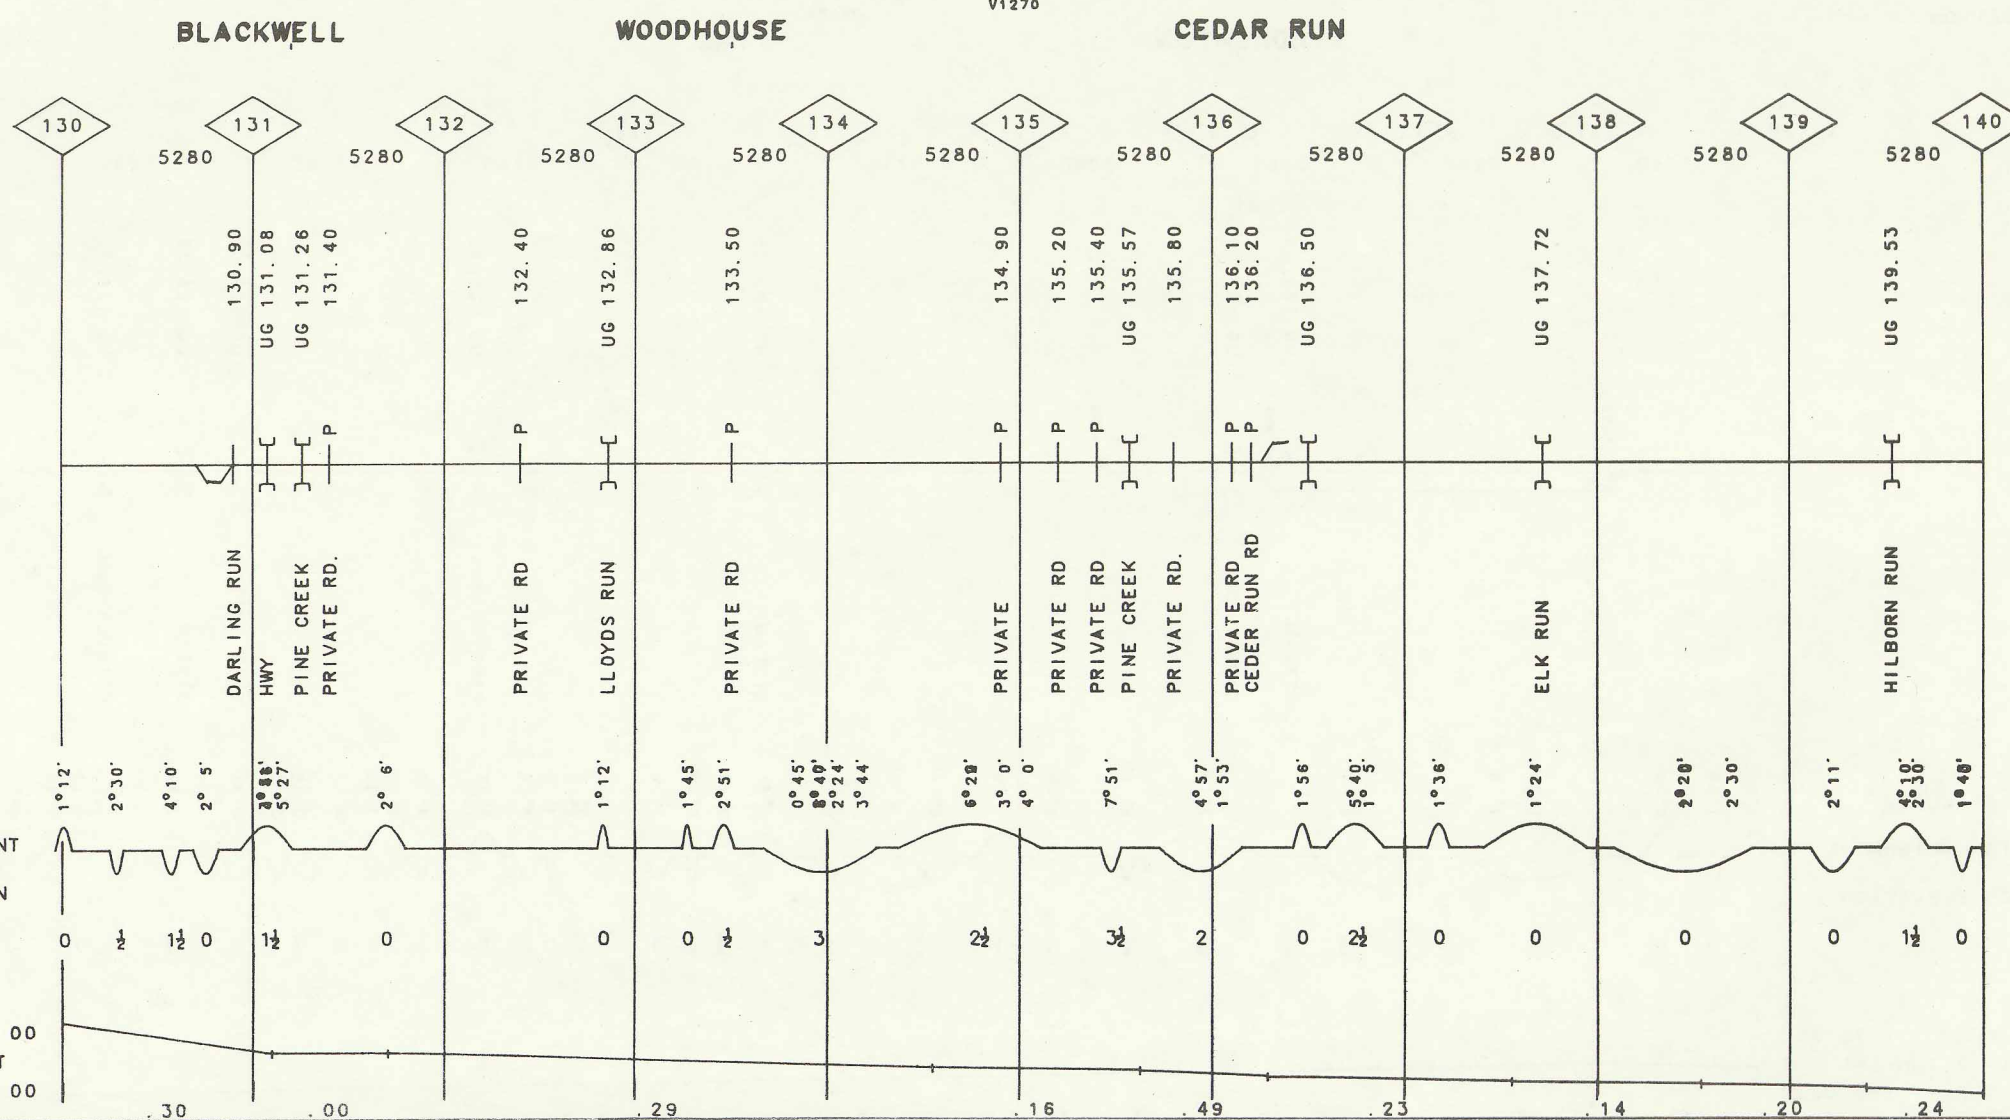 V1270
BLACKWELL WOODHOUSE CEDAR RUN
130 131 132 133 134 135 136 137 138 139 140
5280 5280 5280 5280 5280 5280 5280 5280 5280 5280
130.90
UG 131.08
UG 131.26
131.40
132.40
UG 132.86
133.50
134.90
135.20
135.40
UG 135.57
135.80
136.10
136.20
UG 136.50
UG 137.72
UG 139.53
P P P P P P P P
DARLING RUN
HWY
PINE CREEK
PRIVATE RD.
PRIVATE RD
LLOYDS RUN
PRIVATE RD
PRIVATE
PRIVATE RD
PRIVATE RD
PINE CREEK
PRIVATE RD.
PRIVATE RD
CEDER RUN RD
ELK RUN
HILBORN RUN
1°12' 2°30' 4°10' 2° 5' 5°27' 2° 6' 1°12' 1°45' 2°51' 0°45' 2°24' 3°44' 3° 0' 4° 0' 7°51' 4°57' 1°53' 1°56' 5°40' 1° 5' 1°36' 1°24' 2°30' 2°11' 2°30'
NT
N
0 ½ 1½ 0 1½ 0 0 0 ½ 3 2½ 3½ 2 0 2½ 0 0 0 0 1½ 0
00
T
00
.30 .00 .29 .16 .49 .23 .14 .20 .24